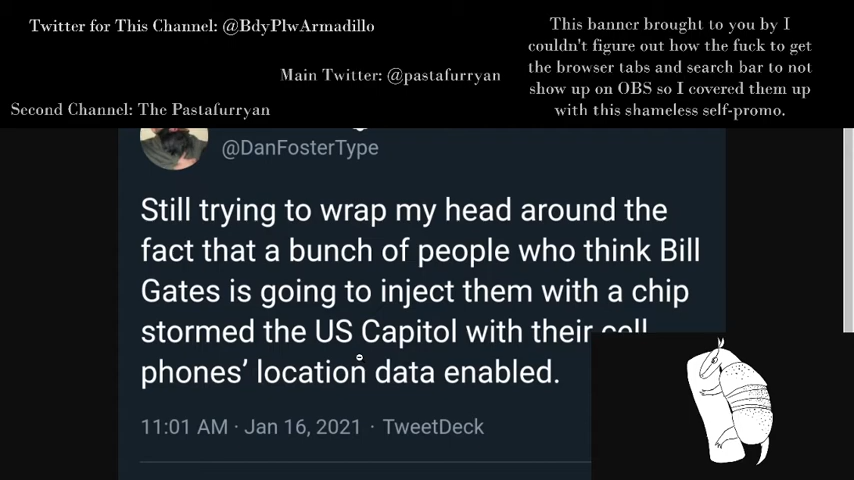 Twitter for This Channel: @BdyPlwArmadillo
Main Twitter: @pastafurryan
Second Channel: The Pastafurryan
This banner brought to you by I
couldn't figure out how the fuck to get
the browser tabs and search bar to not
show up on OBS so I covered them up
with this shameless self-promo.
@DanFosterType
Still trying to wrap my head around the
fact that a bunch of people who think Bill
Gates is going to inject them with a chip
stormed the US Capitol with their cell
phones’ location data enabled.
11:01 AM · Jan 16, 2021 · TweetDeck